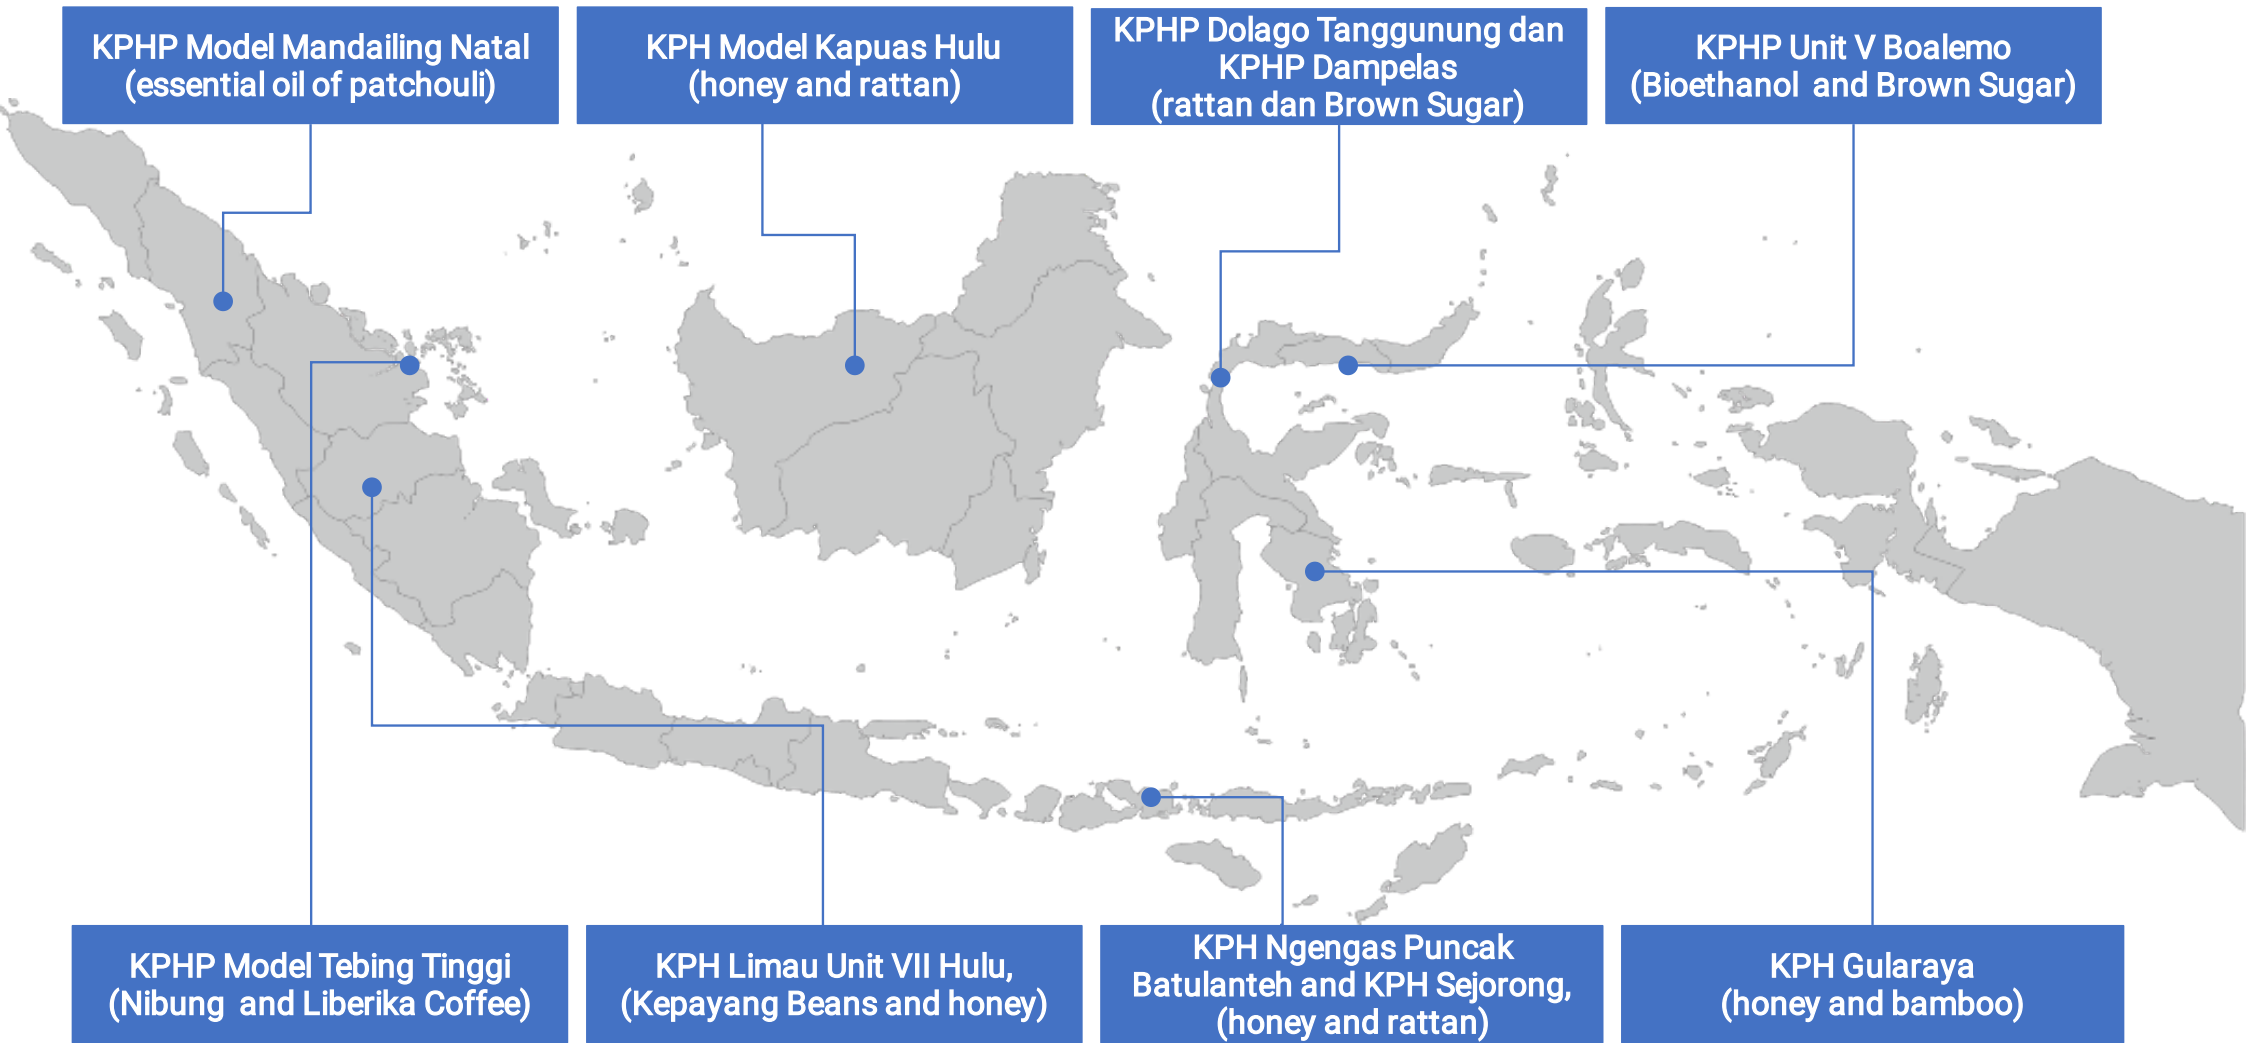 KPHP Model Mandailing Natal
(essential oil of patchouli)
KPH Model Kapuas Hulu
(honey and rattan)
KPHP Dolago Tanggunung dan
KPHP Dampelas
(rattan dan Brown Sugar)
KPHP Unit V Boalemo
(Bioethanol  and Brown Sugar)
KPHP Model Tebing Tinggi
(Nibung  and Liberika Coffee)
KPH Limau Unit VII Hulu,
(Kepayang Beans and honey)
KPH Ngengas Puncak
Batulanteh and KPH Sejorong,
(honey and rattan)
KPH Gularaya
(honey and bamboo)